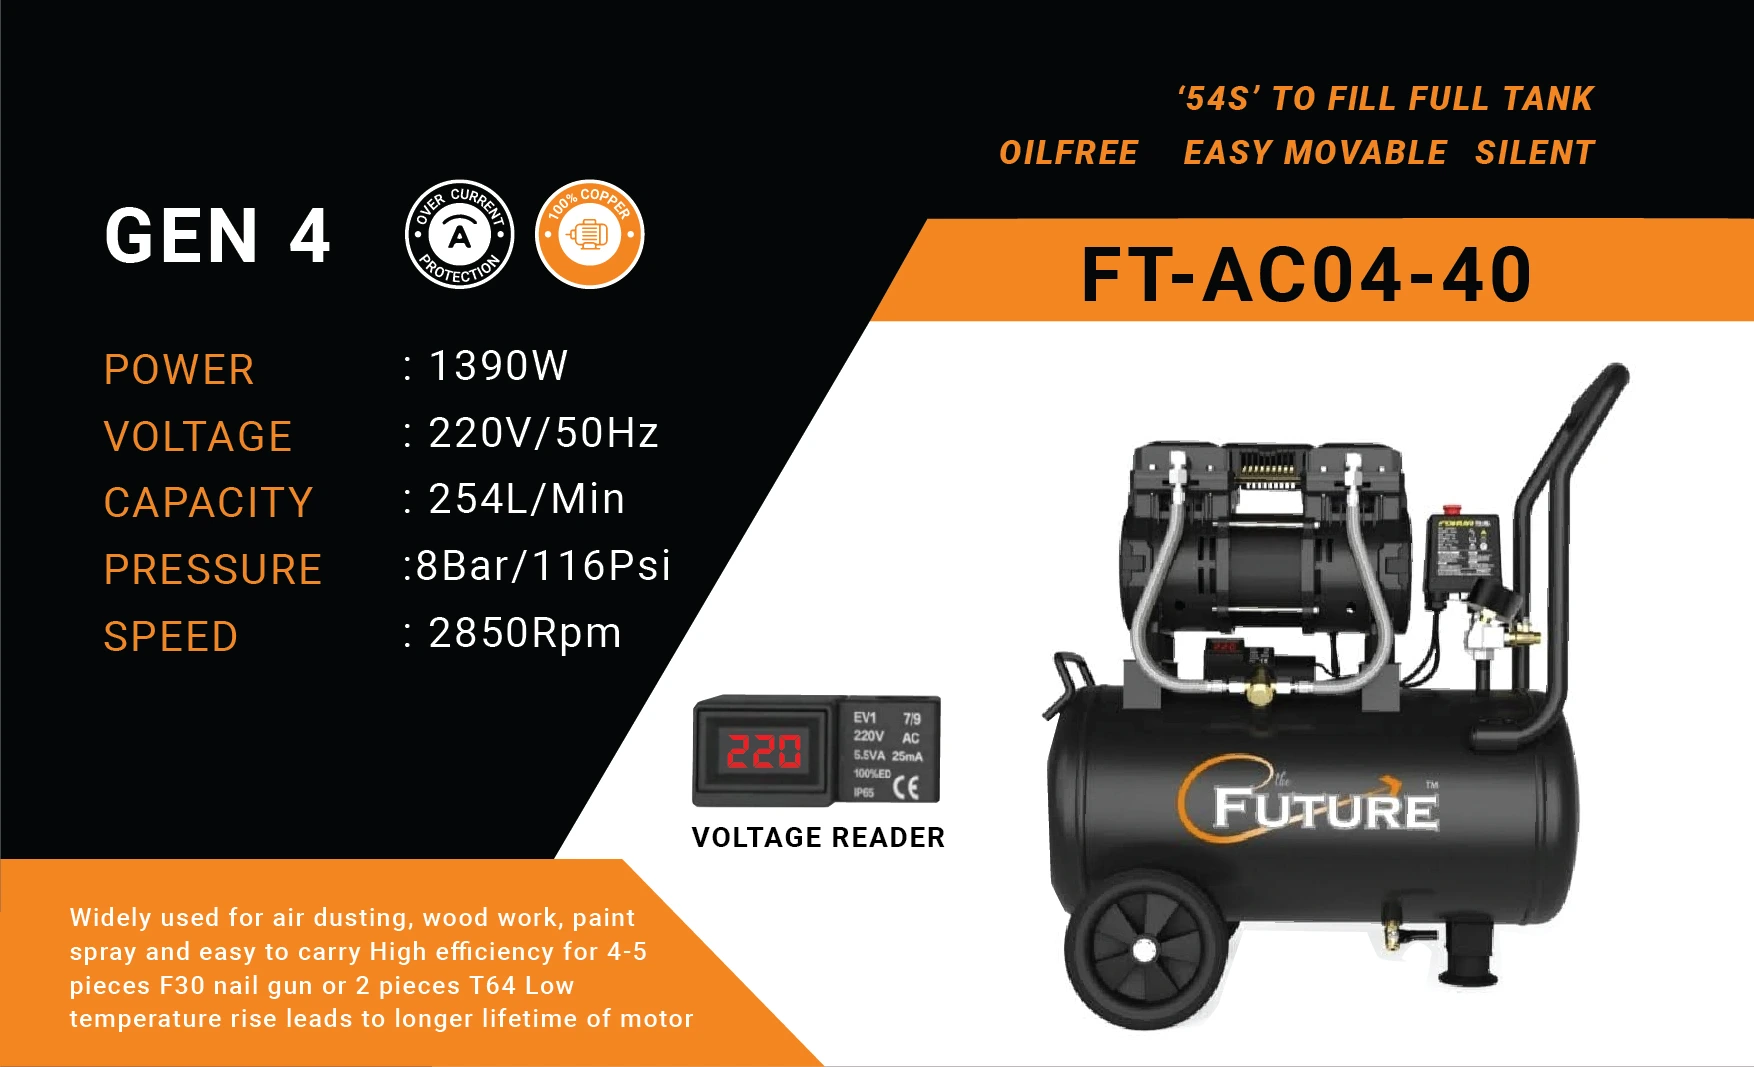 ‘54S’ TO FILL FULL TANK
OILFREE EASY MOVABLE SILENT
GEN 4
OVER CURRENT PROTECTION
A
100% COPPER
FT-AC04-40
POWER : 1390W
VOLTAGE : 220V/50Hz
CAPACITY : 254L/Min
PRESSURE :8Bar/116Psi
SPEED : 2850Rpm
220
EV1 7/9
220V AC
5.5VA 25mA
100%ED
IP65 CE
VOLTAGE READER
220
the
FUTURE™
Widely used for air dusting, wood work, paint
spray and easy to carry High efficiency for 4-5
pieces F30 nail gun or 2 pieces T64 Low
temperature rise leads to longer lifetime of motor